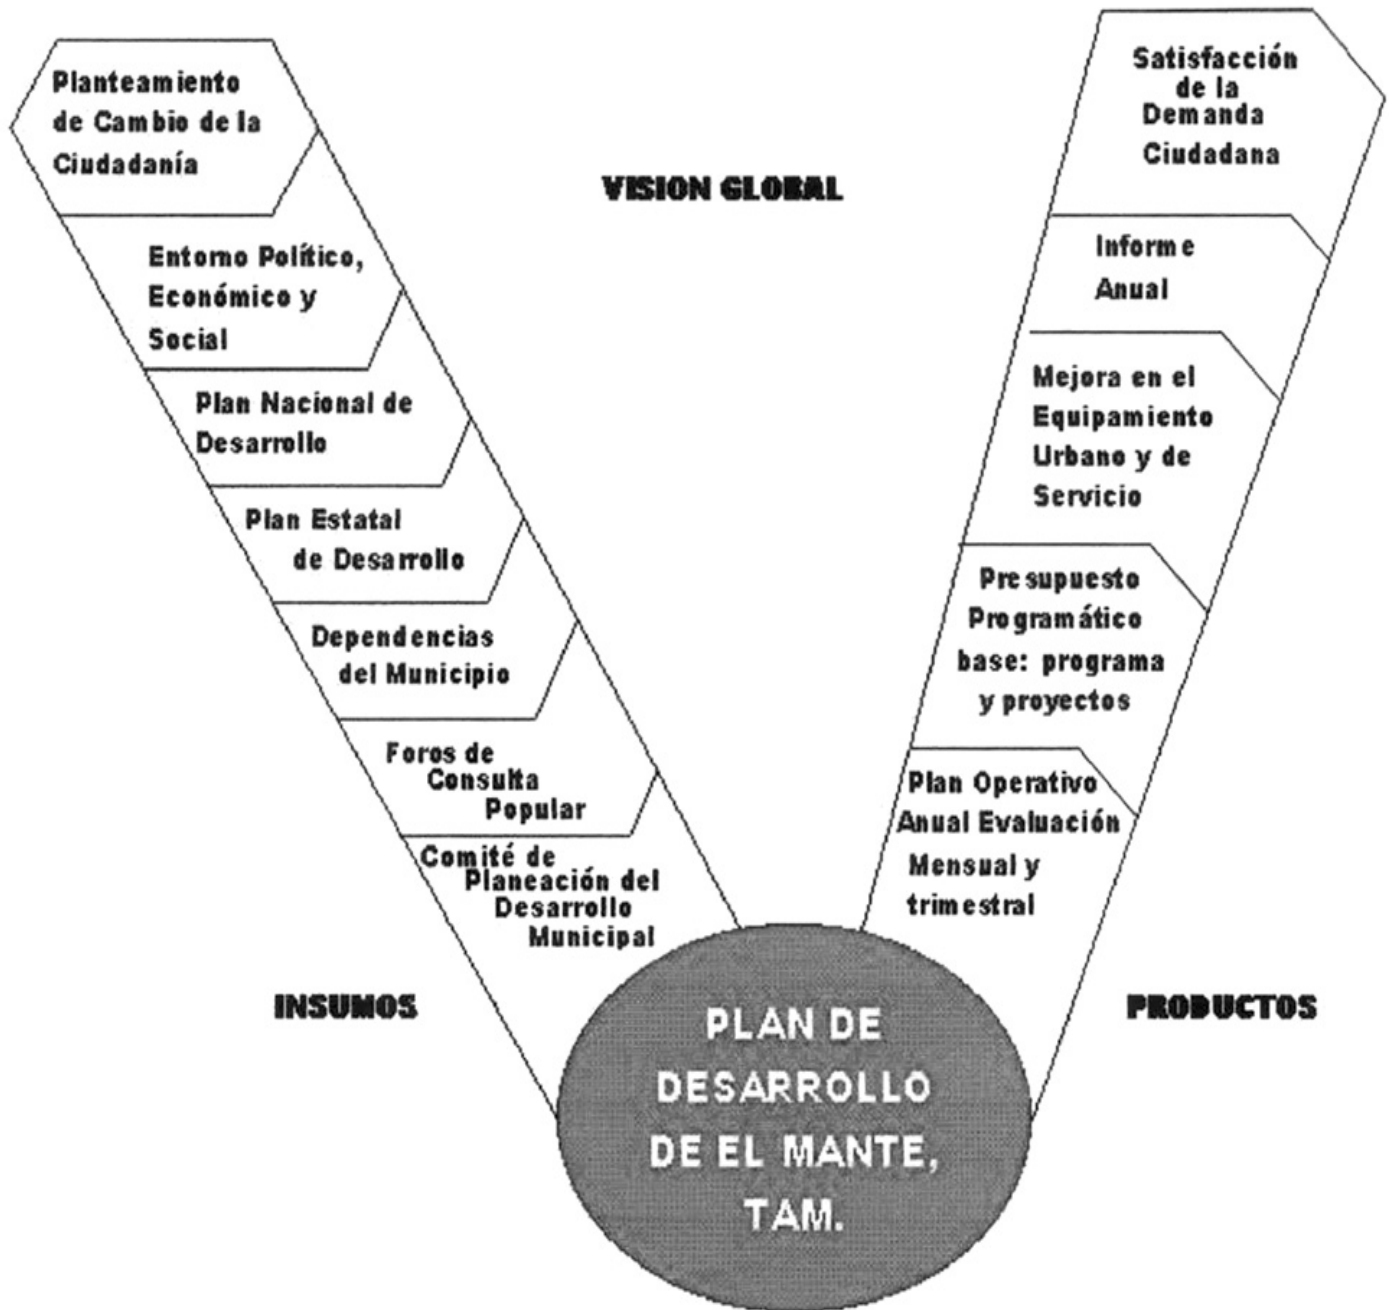 Planteamiento
de Cambio de la
Ciudadanía
Entorno Político,
Económico y
Social
Plan Nacional de
Desarrollo
Plan Estatal
de Desarrollo
Dependencias
del Municipio
Foros de
Consulta
Popular
Comité de
Planeación del
Desarrollo
Municipal
INSUMOS
VISION GLOBAL
PLAN DE
DESARROLLO
DE EL MANTE,
TAM.
Satisfacción
de la
Demanda
Ciudadana
Informe
Anual
Mejora en el
Equipamiento
Urbano y de
Servicio
Presupuesto
Programático
base: programa
y proyectos
Plan Operativo
Anual Evaluación
Mensual y
trimestral
PRODUCTOS